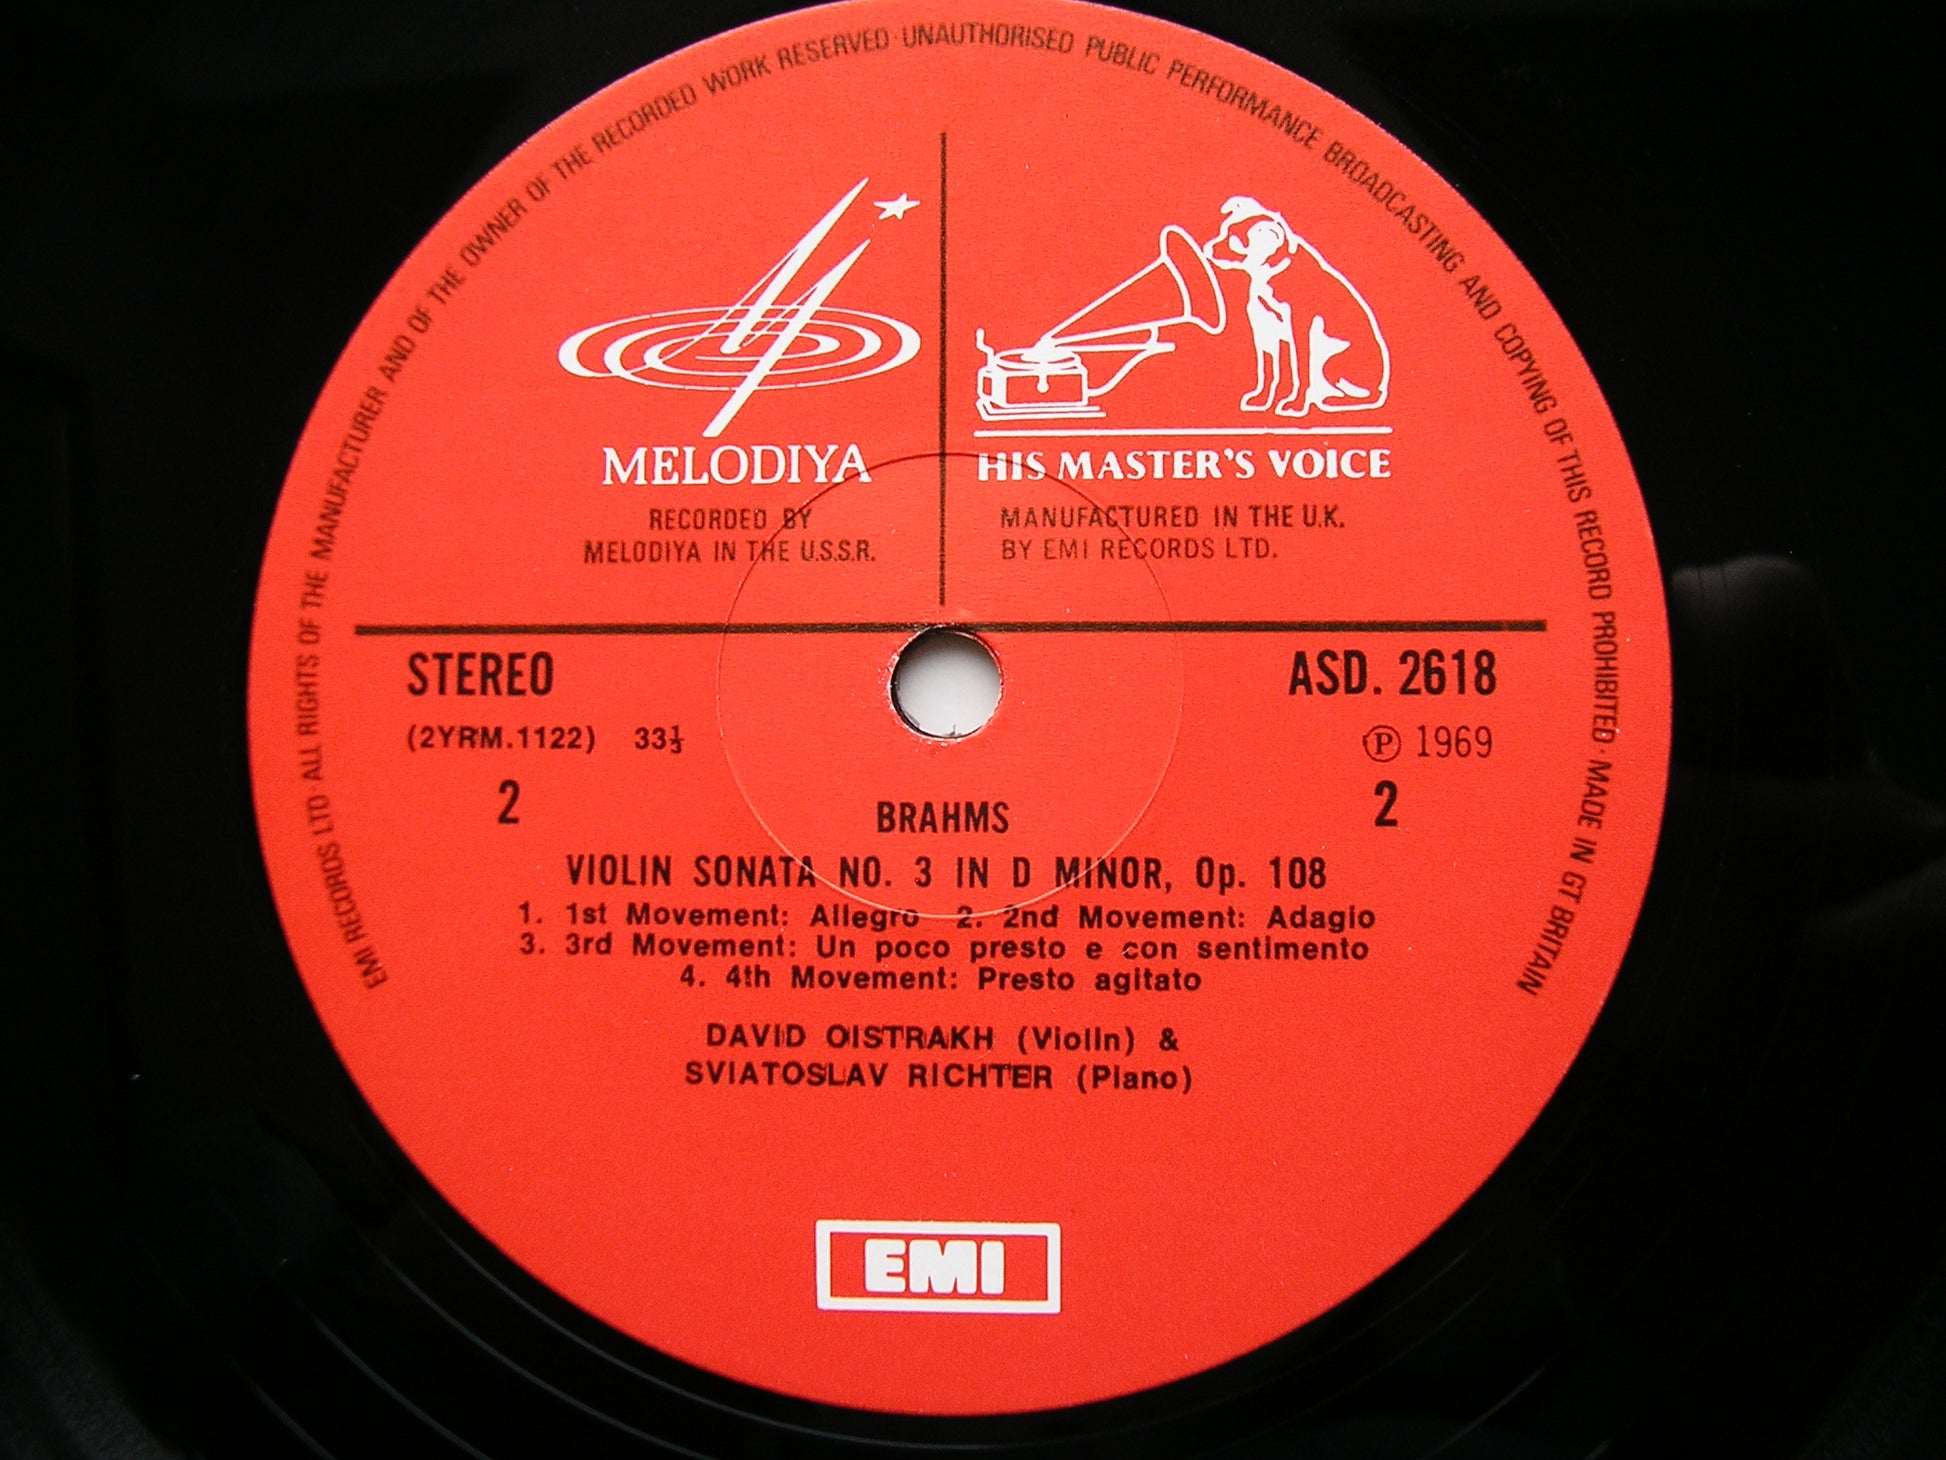 EMI RECORDS LTD · ALL RIGHTS OF THE MANUFACTURER AND OF THE OWNER OF THE RECORDED WORK RESERVED · UNAUTHORISED PUBLIC PERFORMANCE BROADCASTING AND COPYING OF THIS RECORD PROHIBITED · MADE IN GT BRITAIN
MELODIYA
HIS MASTER'S VOICE
RECORDED BY
MELODIYA IN THE U.S.S.R.
MANUFACTURED IN THE U.K.
BY EMI RECORDS LTD.
STEREO
ASD. 2618
(2YRM.1122) 33⅓
℗ 1969
2
2
BRAHMS
VIOLIN SONATA NO. 3 IN D MINOR, Op. 108
1. 1st Movement: Allegro 2. 2nd Movement: Adagio
3. 3rd Movement: Un poco presto e con sentimento
4. 4th Movement: Presto agitato
DAVID OISTRAKH (Violin) &
SVIATOSLAV RICHTER (Piano)
EMI